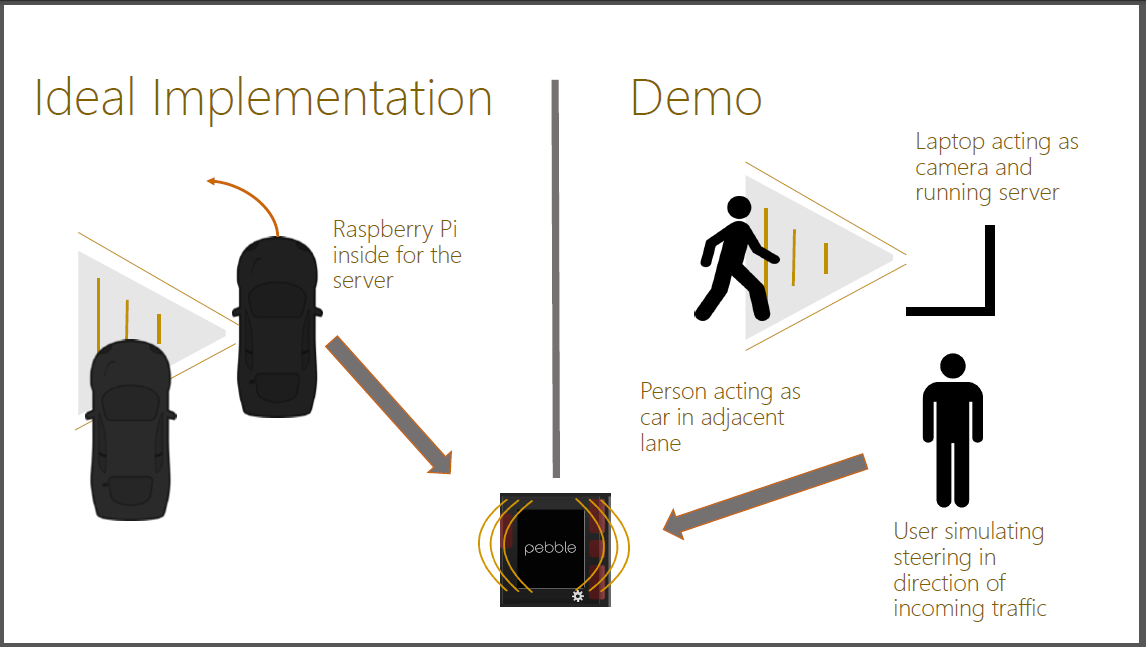 Ideal Implementation
Demo
Laptop acting as
camera and
running server
Raspberry Pi
inside for the
server
Person acting as
car in adjacent
lane
pebble
User simulating
steering in
direction of
incoming traffic